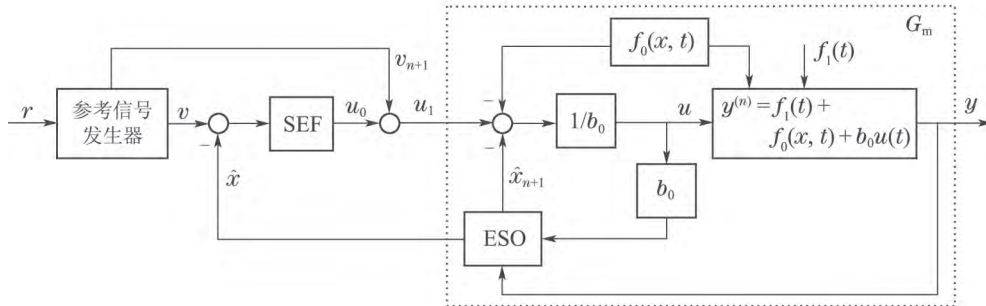 G_m
f_0(x, t)
f_1(t)
v_{n+1}
r
参考信号
发生器
v
−
SEF
u_0
u_1
−
−
1/b_0
u
y^{(n)} = f_1(t) +
f_0(x, t) + b_0u(t)
y
x̂
x̂_{n+1}
b_0
ESO